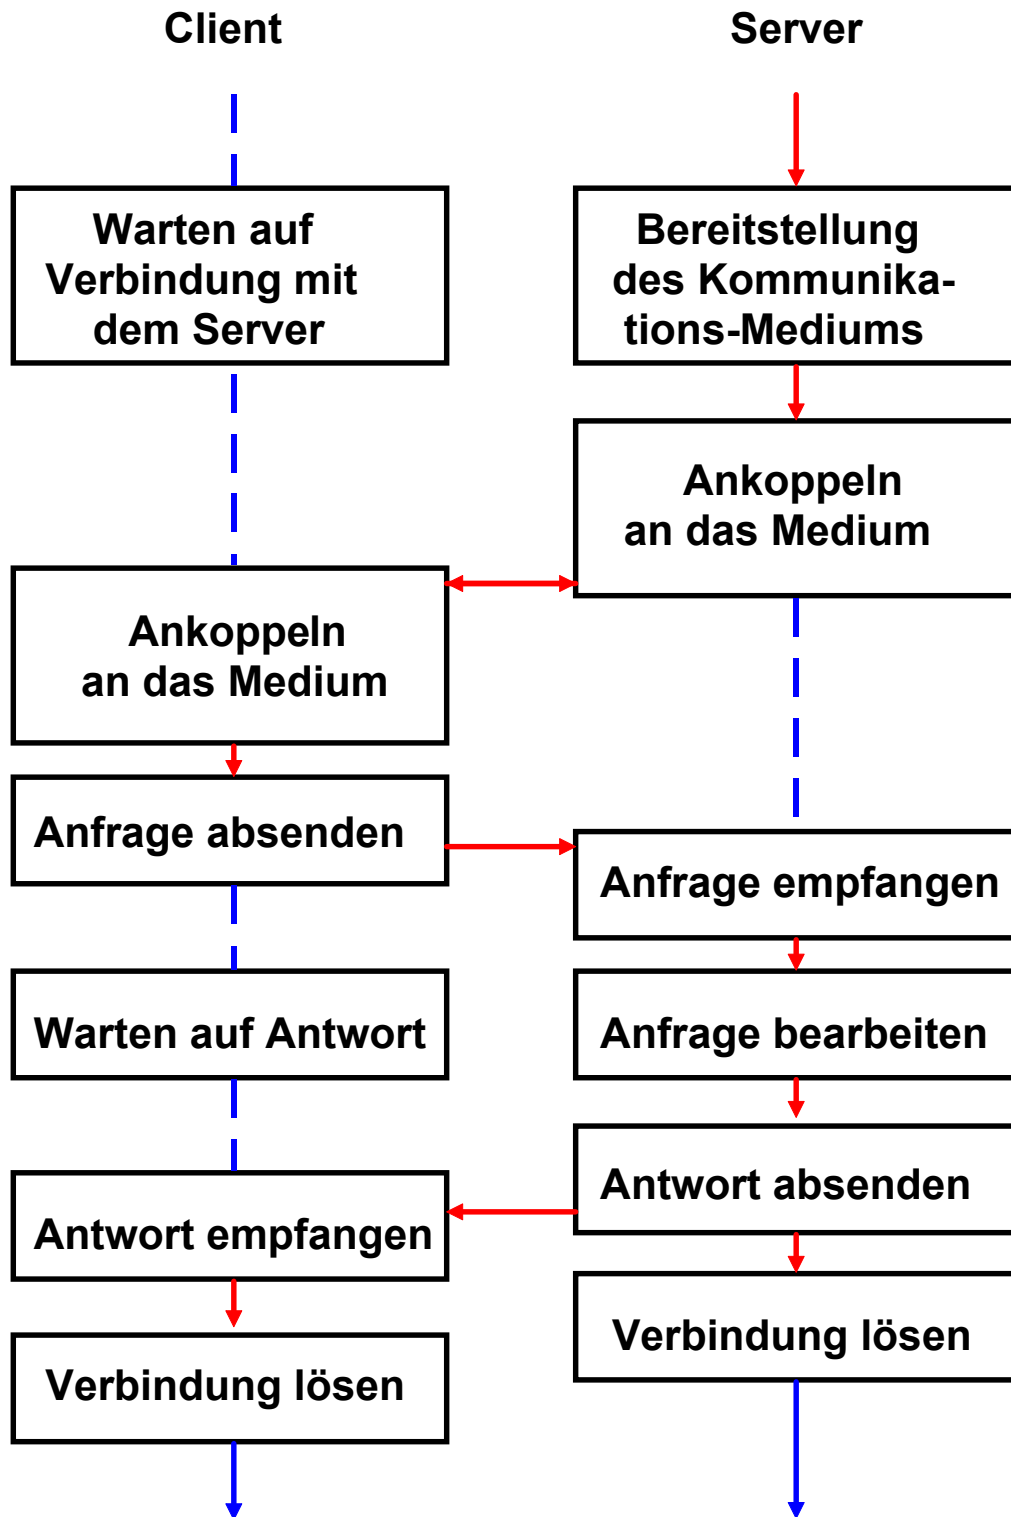 Client
Server
Warten auf
Verbindung mit
dem Server
Bereitstellung
des Kommunika-
tions-Mediums
Ankoppeln
an das Medium
Ankoppeln
an das Medium
Anfrage absenden
Anfrage empfangen
Warten auf Antwort
Anfrage bearbeiten
Antwort absenden
Antwort empfangen
Verbindung lösen
Verbindung lösen